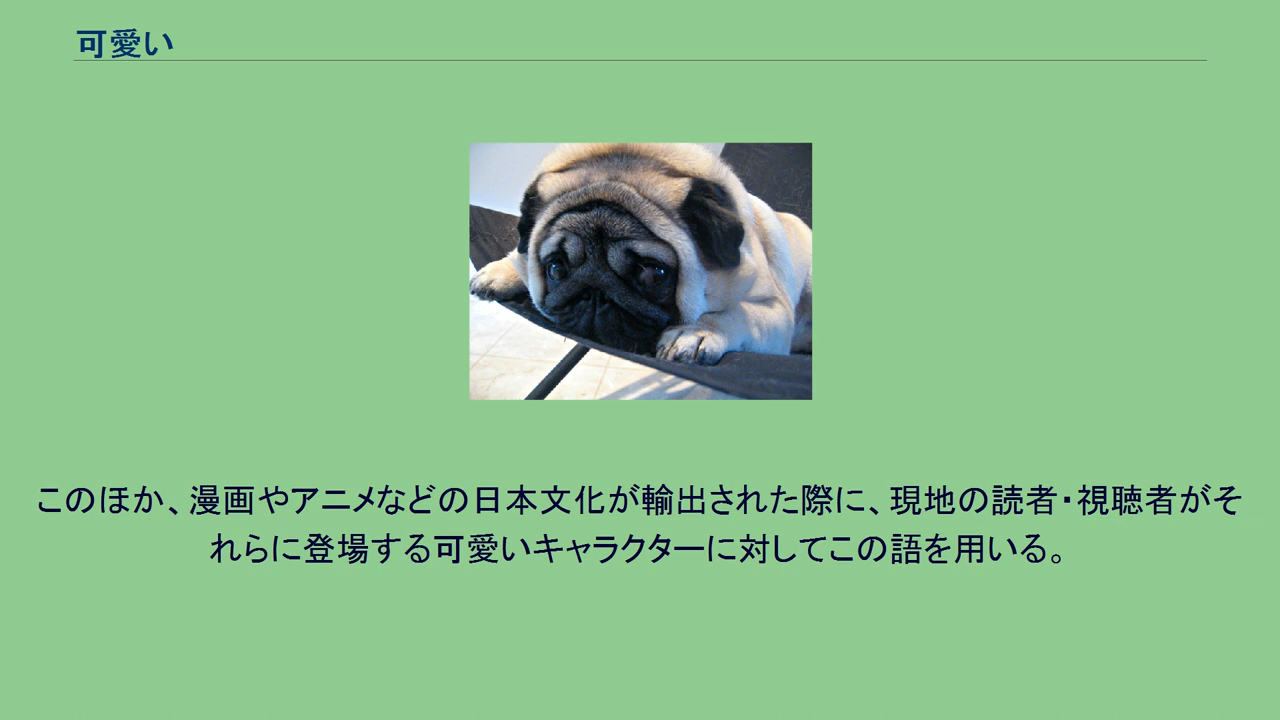 可愛い
このほか、漫画やアニメなどの日本文化が輸出された際に、現地の読者・視聴者がそ
れらに登場する可愛いキャラクターに対してこの語を用いる。